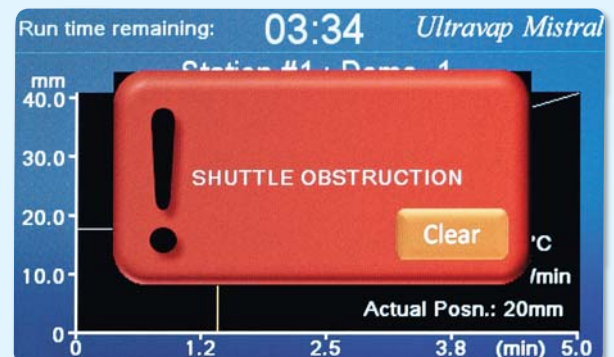 Run time remaining: 03:34 Ultravap Mistral
mm
40.0
SHUTTLE OBSTRUCTION
30.0
20.0
Clear
°C
10.0
/min
Actual Posn.: 20mm
0
0 1.2 2.5 3.8 (min) 5.0